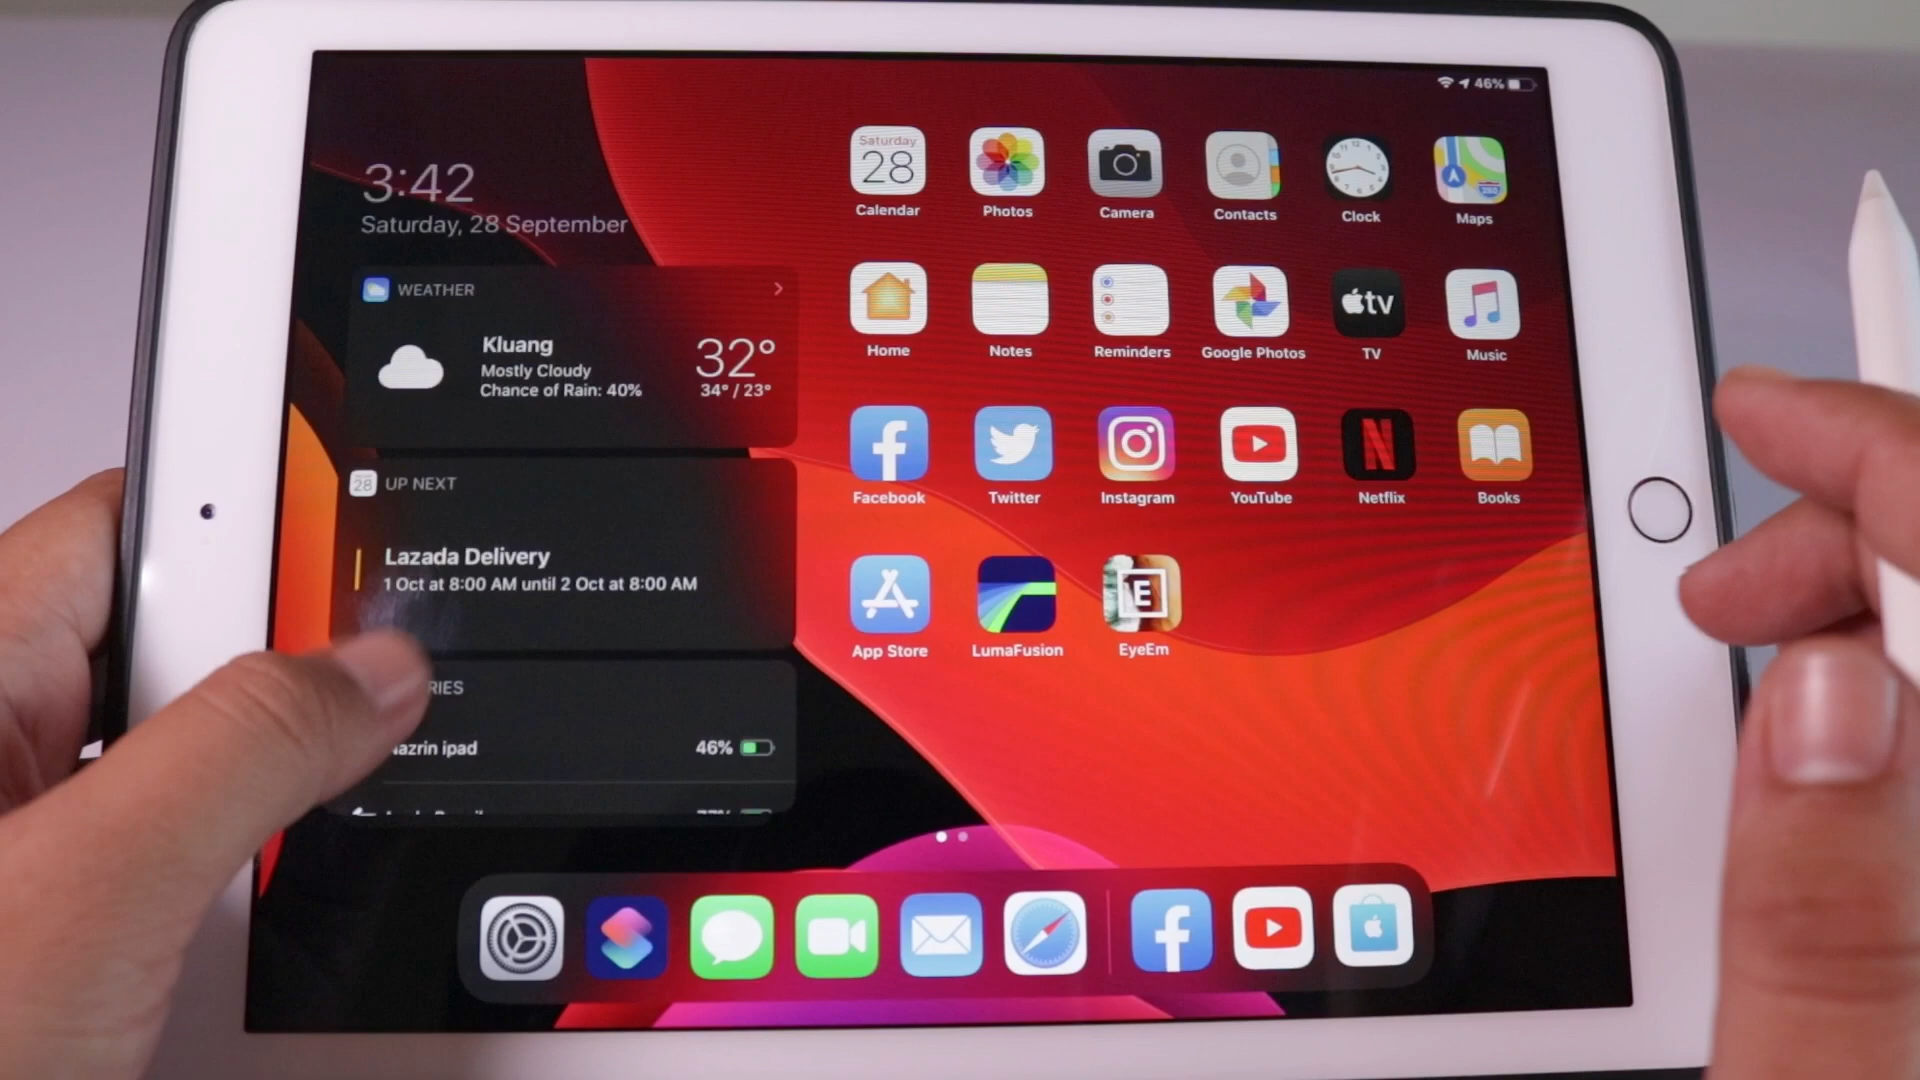 46%
3:42
Saturday, 28 September
WEATHER
Kluang
Mostly Cloudy
Chance of Rain: 40%
32°
34° / 23°
28
UP NEXT
Lazada Delivery
1 Oct at 8:00 AM until 2 Oct at 8:00 AM
RIES
azrin ipad
46%
Saturday
28
Calendar
Photos
Camera
Contacts
Clock
280
Maps
Home
Notes
Reminders
Google Photos
tv
TV
Music
Facebook
Twitter
Instagram
YouTube
N
Netflix
Books
App Store
LumaFusion
E
EyeEm